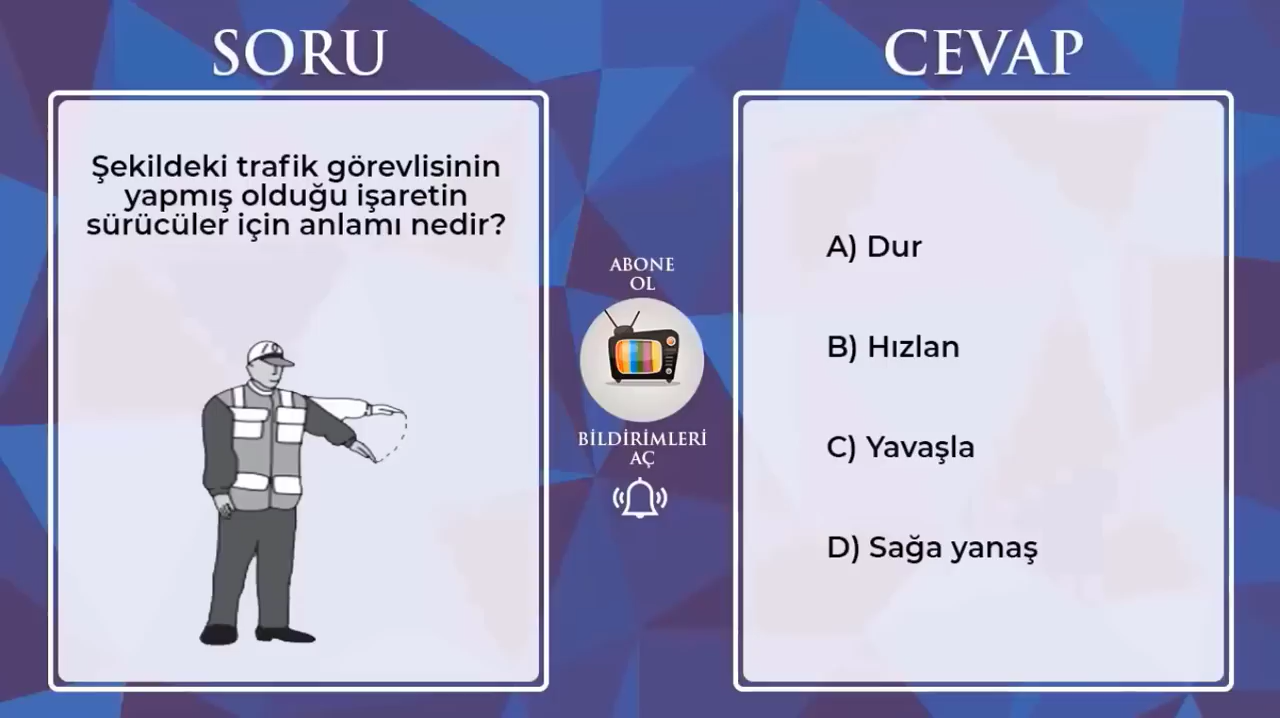 SORU
Şekildeki trafik görevlisinin
yapmış olduğu işaretin
sürücüler için anlamı nedir?
ABONE
OL
BİLDİRİMLERİ
AÇ
CEVAP
A) Dur
B) Hızlan
C) Yavaşla
D) Sağa yanaş